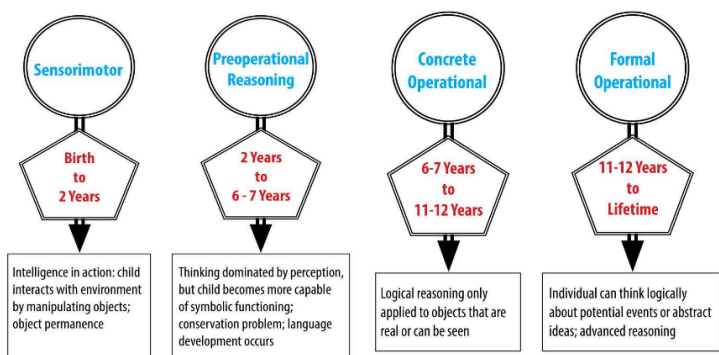 Sensorimotor
Birth
to
2 Years
Intelligence in action: child
interacts with environment
by manipulating objects;
object permanence
Preoperational
Reasoning
2 Years
to
6 - 7 Years
Thinking dominated by perception,
but child becomes more capable
of symbolic functioning;
conservation problem; language
development occurs
Concrete
Operational
6-7 Years
to
11-12 Years
Logical reasoning only
applied to objects that are
real or can be seen
Formal
Operational
11-12 Years
to
Lifetime
Individual can think logically
about potential events or abstract
ideas; advanced reasoning